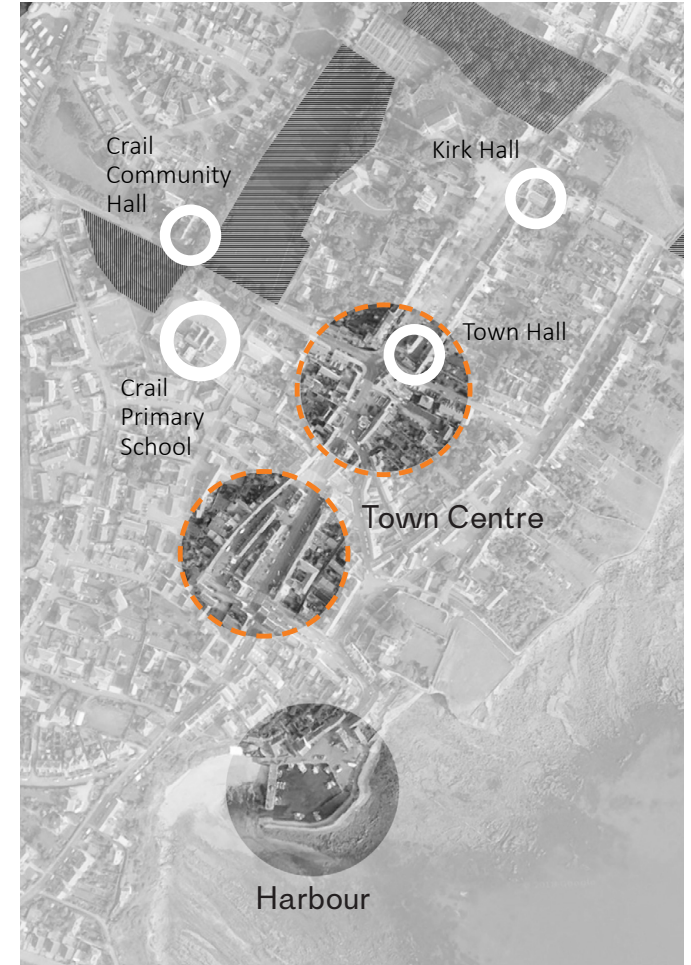 Crail
Community
Hall
Kirk Hall
Town Hall
Crail
Primary
School
Town Centre
Harbour